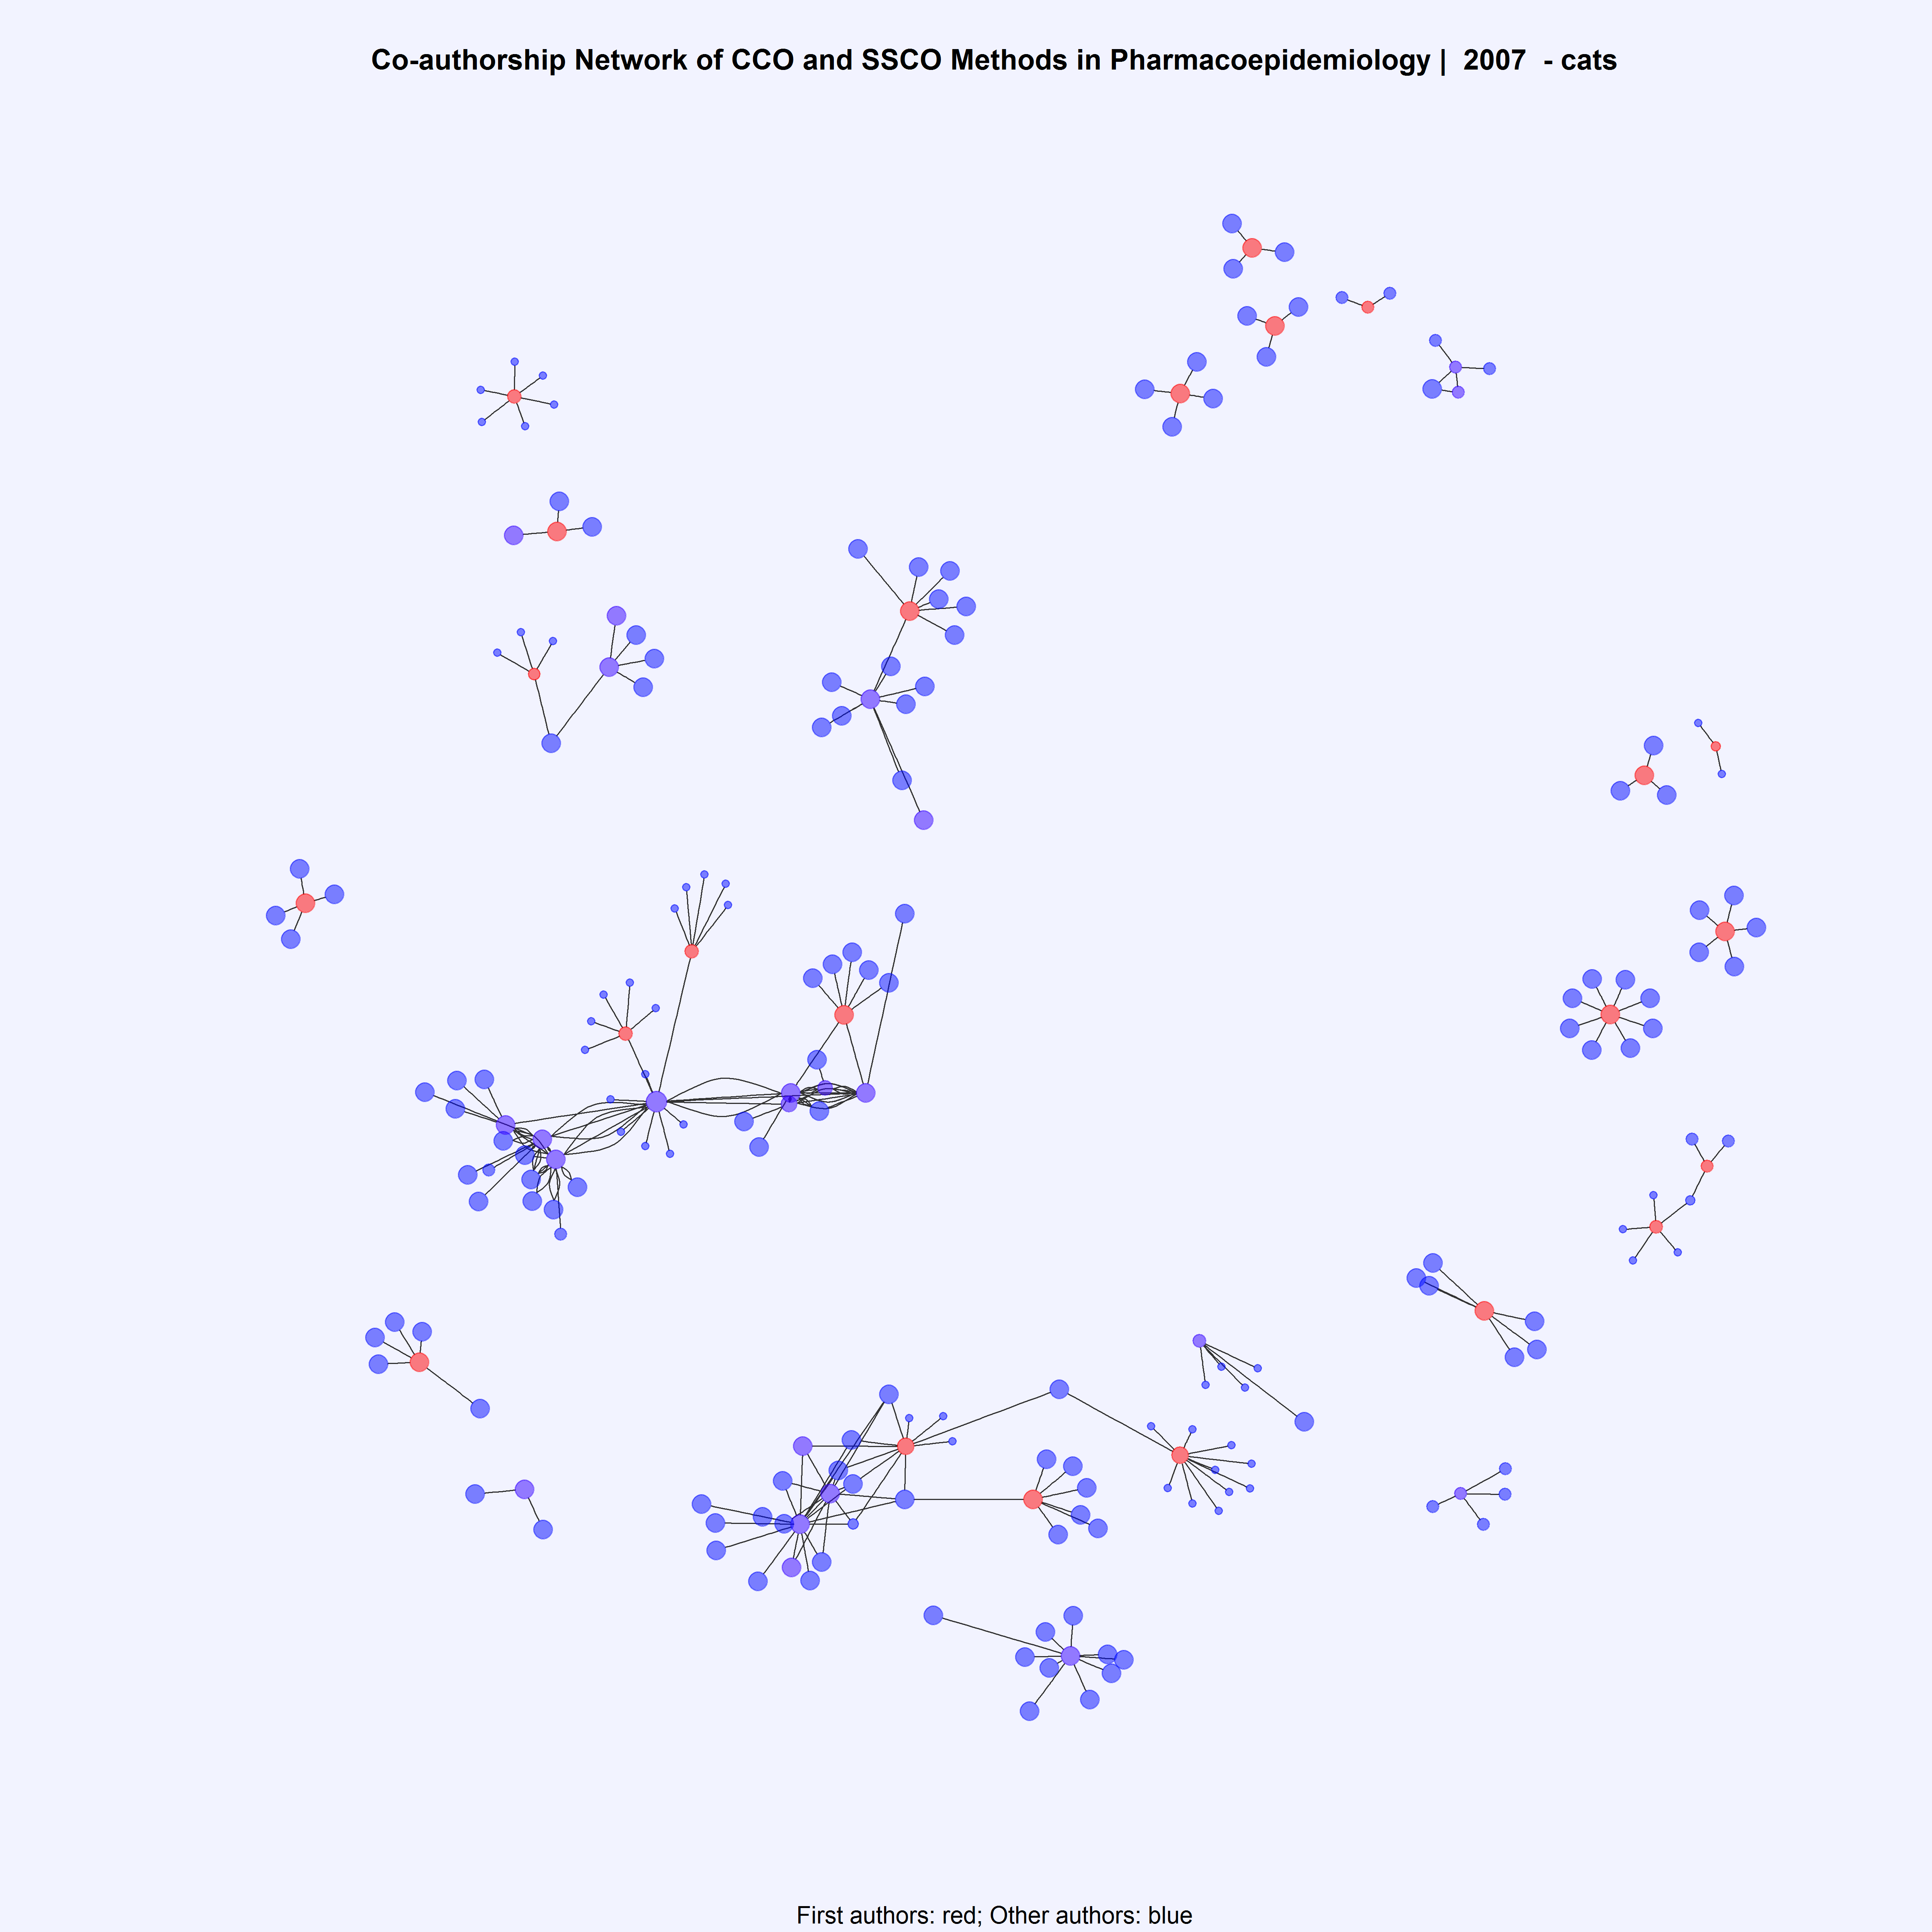 Co-authorship Network of CCO and SSCO Methods in Pharmacoepidemiology | 2007 - cats
First authors: red; Other authors: blue